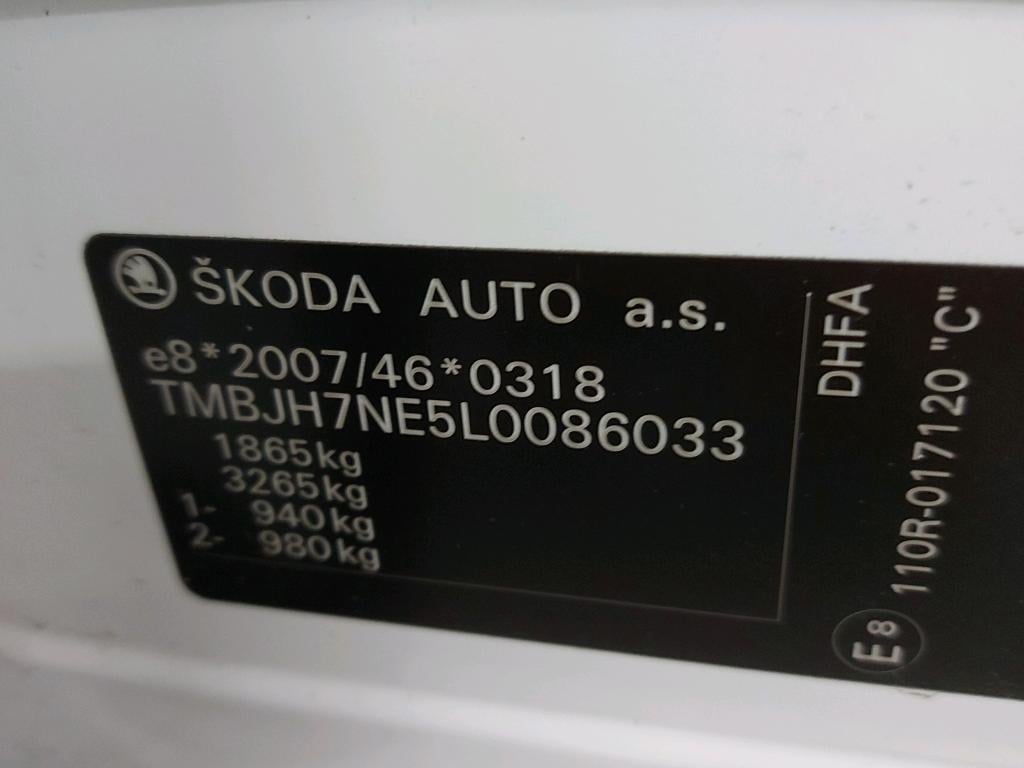 ŠKODA AUTO a.s.
e8*2007/46*0318
TMBJH7NE5L0086033
1865kg
3265kg
1- 940kg
2- 980kg
DHFA
E8 110R-017120 "C"